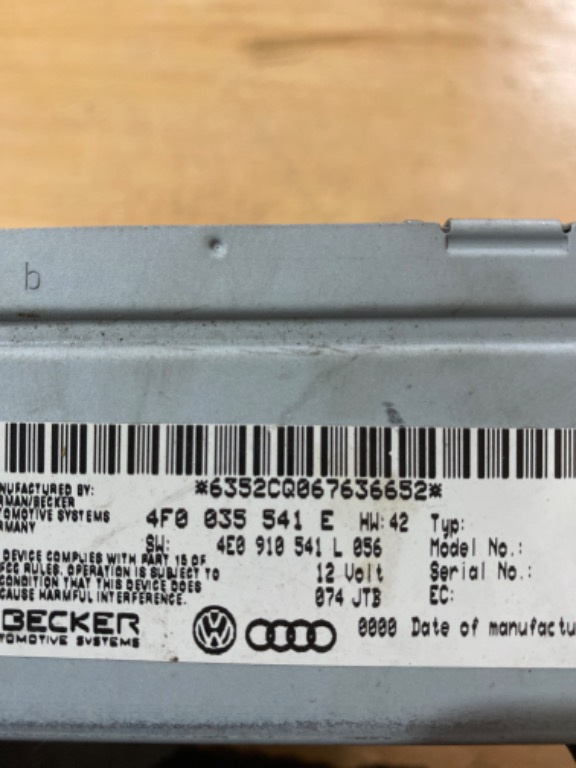 b
*6352CQ067636652*
NUFACTURED BY:
RMAN/BECKER
TOMOTIVE SYSTEMS
RMANY
4F0 035 541 E HW: 42 Typ:
SW: 4E0 910 541 L 056 Model No.:
DEVICE COMPLIES WITH PART 15 OF
FCC RULES. OPERATION IS SUBJECT TO
CONDITION THAT THIS DEVICE DOES
CAUSE HARMFUL INTERFERENCE.
12 Volt Serial No.:
074 JTB EC:
BECKER
TOMOTIVE SYSTEMS
VW
0000 Date of manufactu